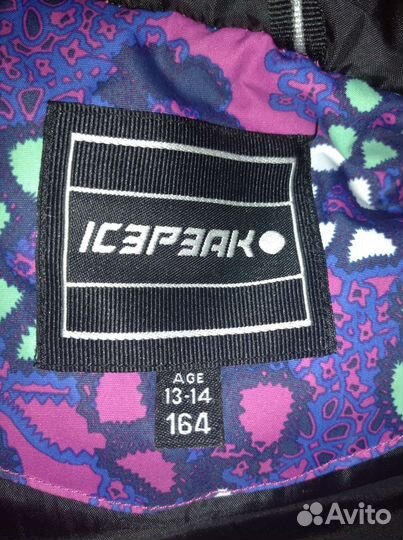 ICEPEAK
AGE
13-14
164
Avito